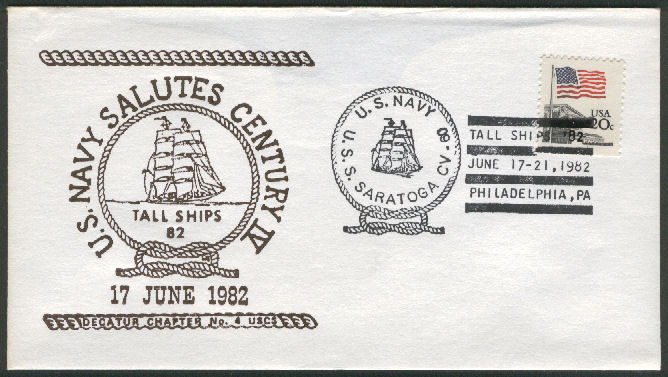 U.S. NAVY SALUTES CENTURY IV
TALL SHIPS
82
17 JUNE 1982
DECATUR CHAPTER No. 4 USCS
U.S. NAVY
U.S.S. SARATOGA CV-60
USA
20c
TALL SHIPS '82
JUNE 17-21, 1982
PHILADELPHIA, PA